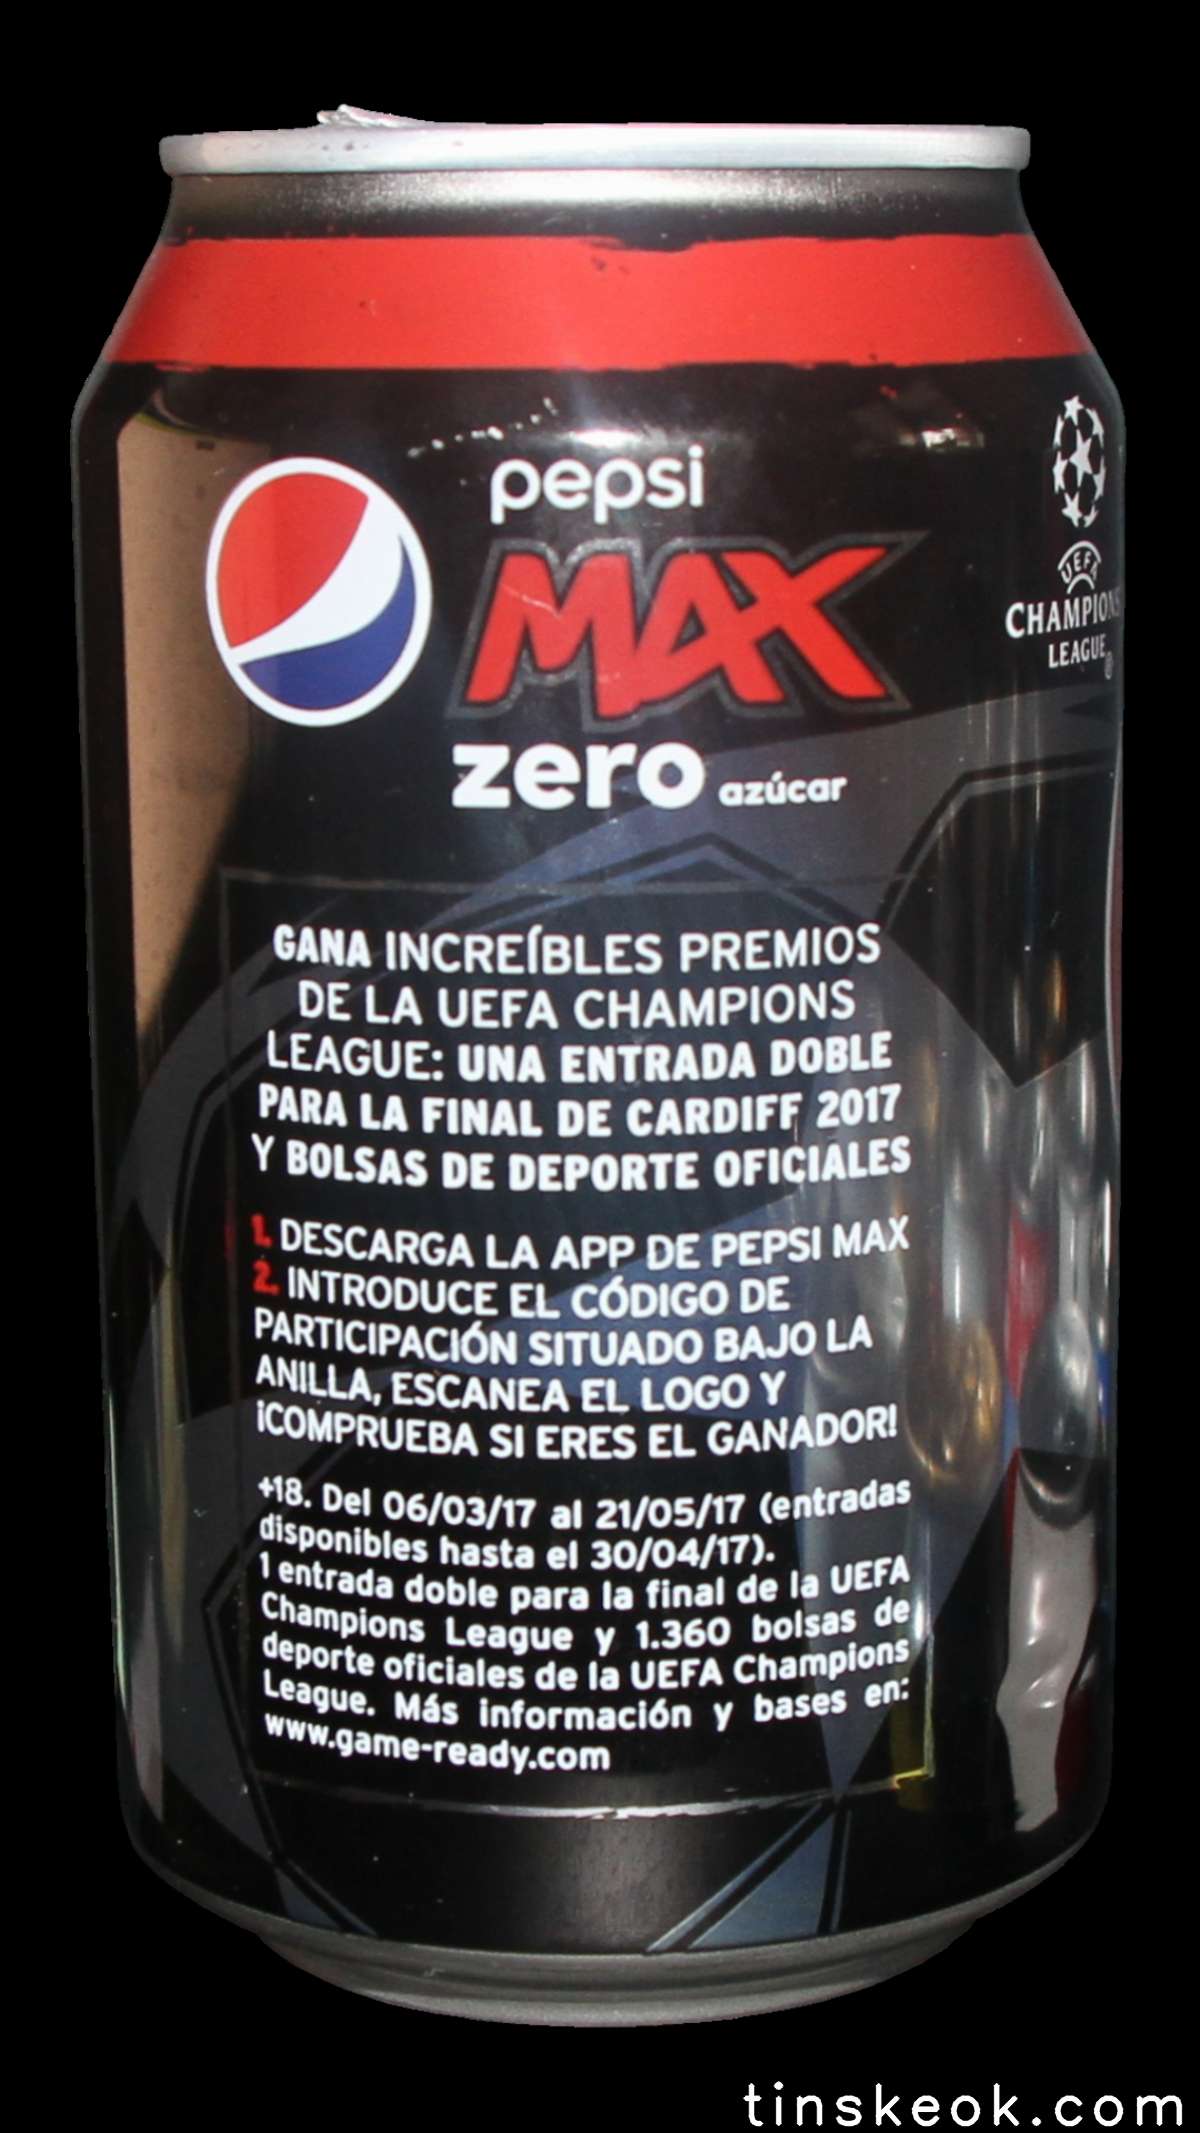 pepsi
MAX
zero azúcar
UEFA
CHAMPIONS
LEAGUE®
GANA INCREÍBLES PREMIOS
DE LA UEFA CHAMPIONS
LEAGUE: UNA ENTRADA DOBLE
PARA LA FINAL DE CARDIFF 2017
Y BOLSAS DE DEPORTE OFICIALES
1. DESCARGA LA APP DE PEPSI MAX
2. INTRODUCE EL CÓDIGO DE
PARTICIPACIÓN SITUADO BAJO LA
ANILLA, ESCANEA EL LOGO Y
¡COMPRUEBA SI ERES EL GANADOR!
+18. Del 06/03/17 al 21/05/17 (entradas
disponibles hasta el 30/04/17).
1 entrada doble para la final de la UEFA
Champions League y 1.360 bolsas de
deporte oficiales de la UEFA Champions
League. Más información y bases en:
www.game-ready.com
tinskeok.com